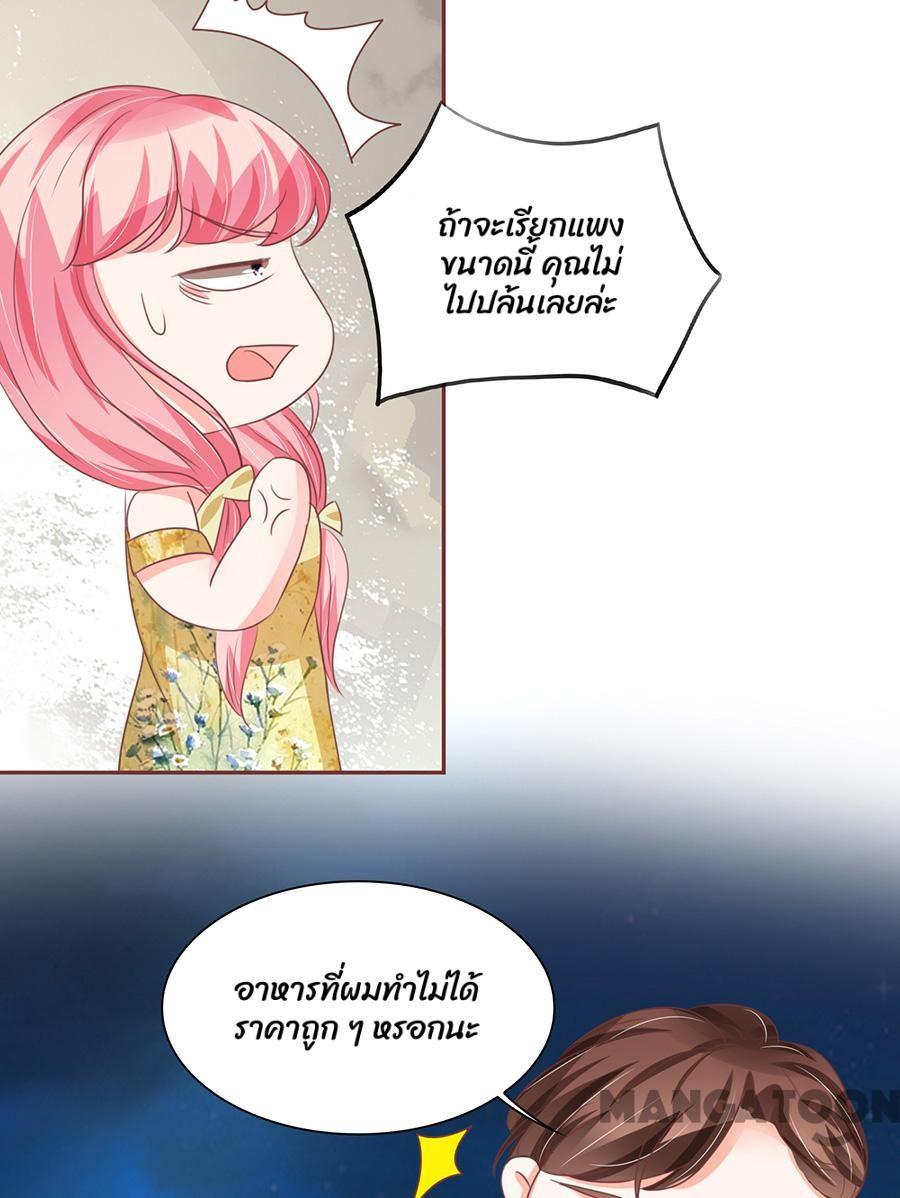 ถ้าจะเรียกแพง
ขนาดนี้ คุณไม่
ไปปล้นเลยล่ะ
อาหารที่ผมทำไม่ได้
ราคาถูก ๆ หรอกนะ
MANGATOON